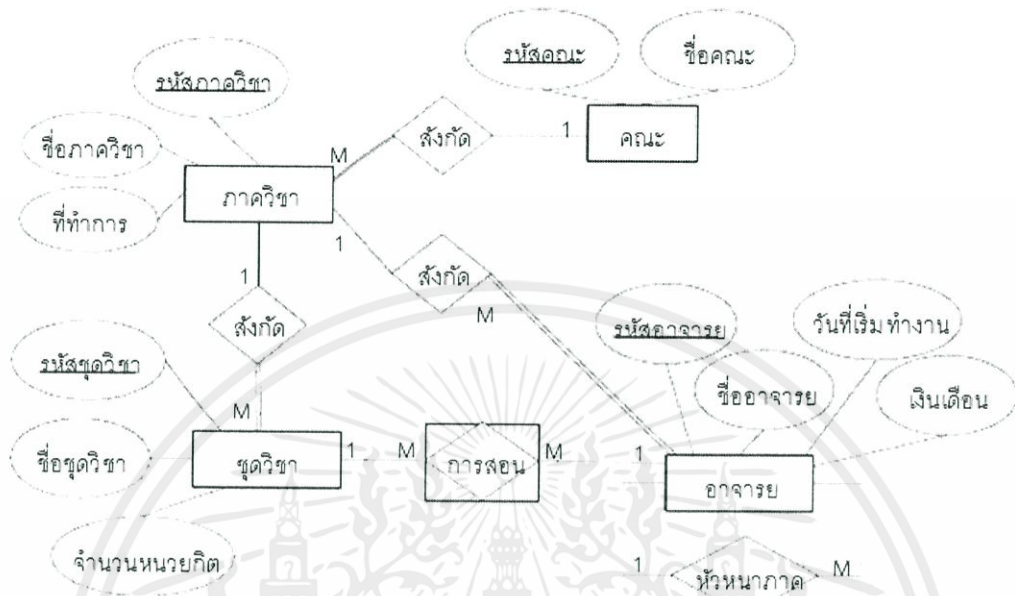 รหัสคณะ
ชื่อคณะ
รหัสภาควิชา
สังกัด
1
คณะ
ชื่อภาควิชา
M
ภาควิชา
ที่ทำการ
1
สังกัด
1
M
สังกัด
รหัสอาจารย
วันที่เริ่มทำงาน
รหัสชุดวิชา
ชื่ออาจารย
เงินเดือน
M
ชื่อชุดวิชา
ชุดวิชา
1
M
การสอน
M
1
อาจารย
จำนวนหนวยกิต
1
หัวหนาภาค
M